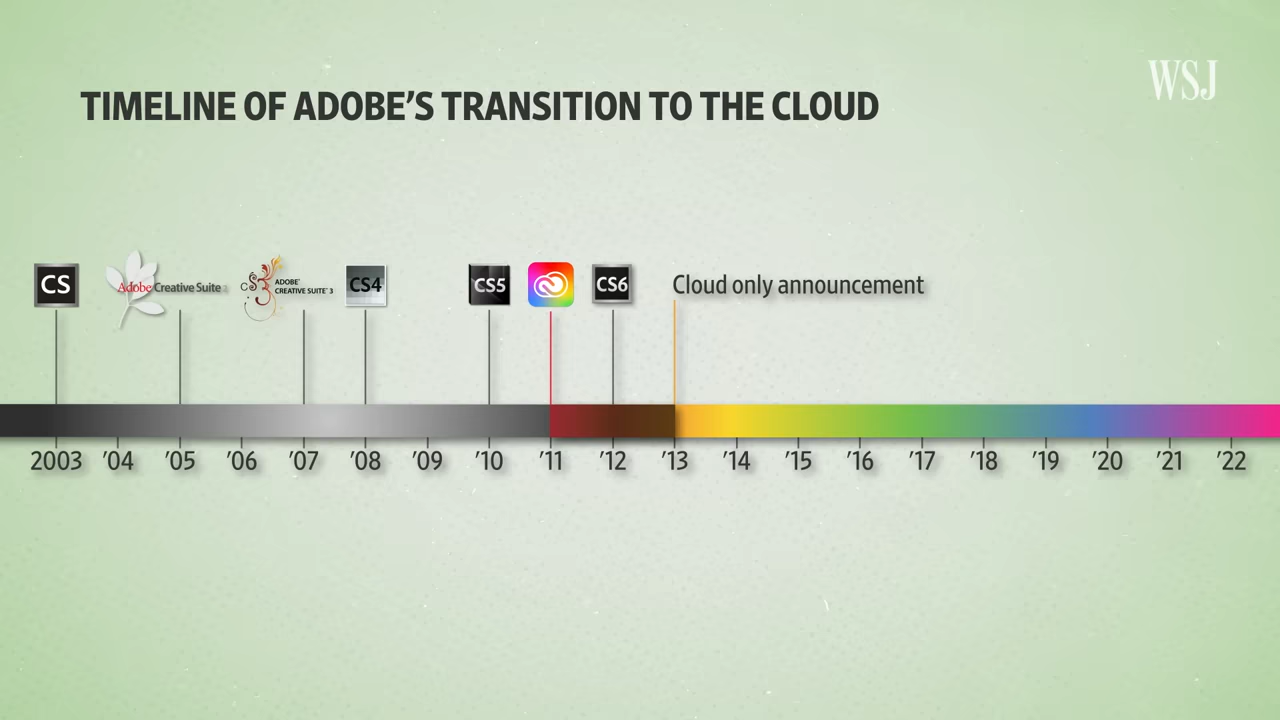 WSJ
TIMELINE OF ADOBE'S TRANSITION TO THE CLOUD
CS
Adobe Creative Suite 2
CS3
ADOBE®
CREATIVE SUITE® 3
CS4
CS5
CS6
Cloud only announcement
2003 '04 '05 '06 '07 '08 '09 '10 '11 '12 '13 '14 '15 '16 '17 '18 '19 '20 '21 '22